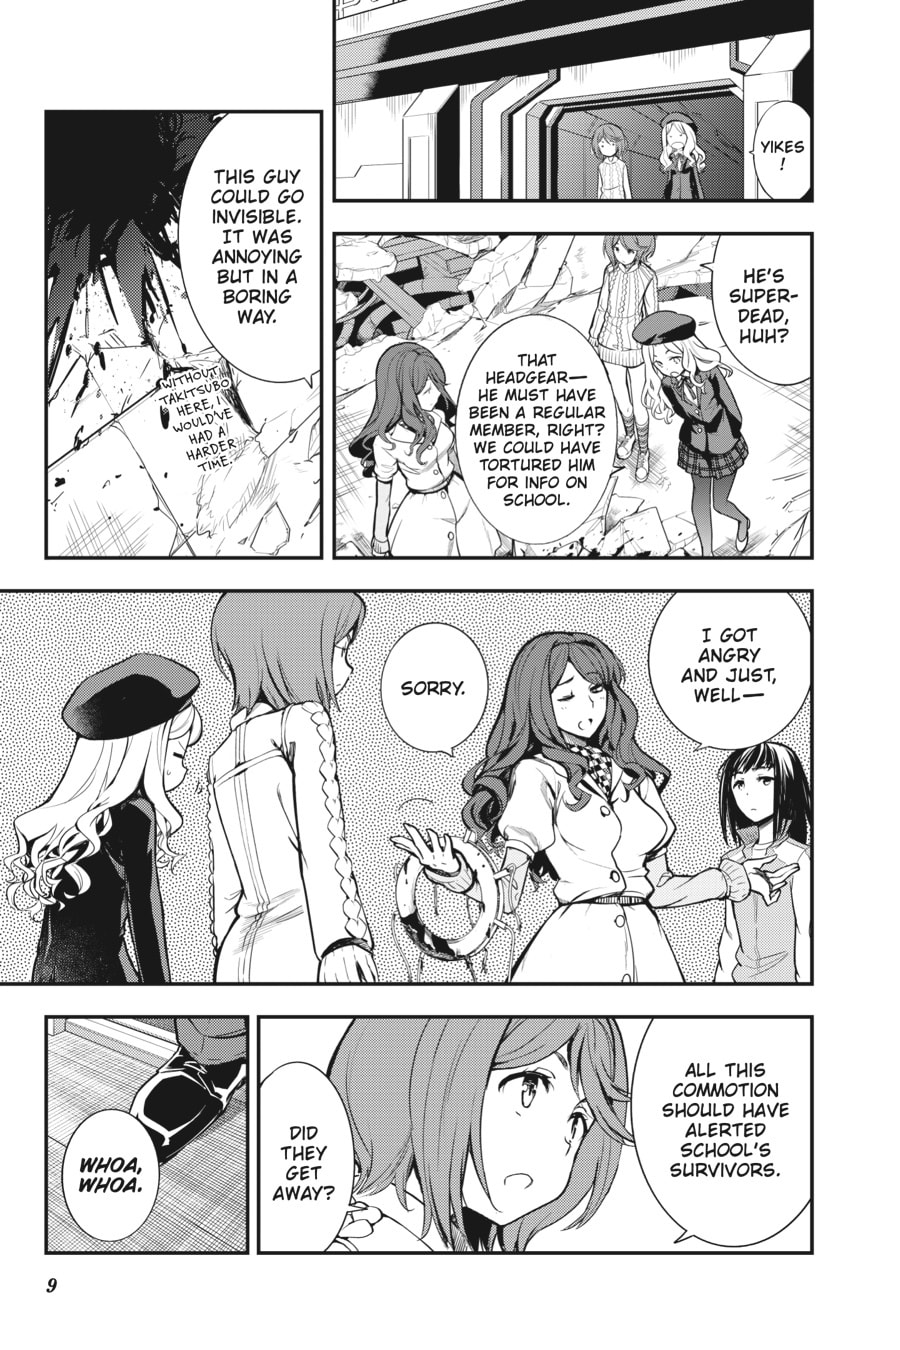 YIKES
!
HE'S
SUPER-
DEAD,
HUH?
THAT
HEADGEAR—
HE MUST HAVE
BEEN A REGULAR
MEMBER, RIGHT?
WE COULD HAVE
TORTURED HIM
FOR INFO ON
SCHOOL.
THIS GUY
COULD GO
INVISIBLE.
IT WAS
ANNOYING
BUT IN A
BORING
WAY.
WITHOUT
TAKITSUBO
HERE, I
WOULD'VE
HAD A
HARDER
TIME.
I GOT
ANGRY
AND JUST,
WELL—
SORRY.
ALL THIS
COMMOTION
SHOULD HAVE
ALERTED
SCHOOL'S
SURVIVORS.
DID
THEY
GET
AWAY?
WHOA,
WHOA.
9